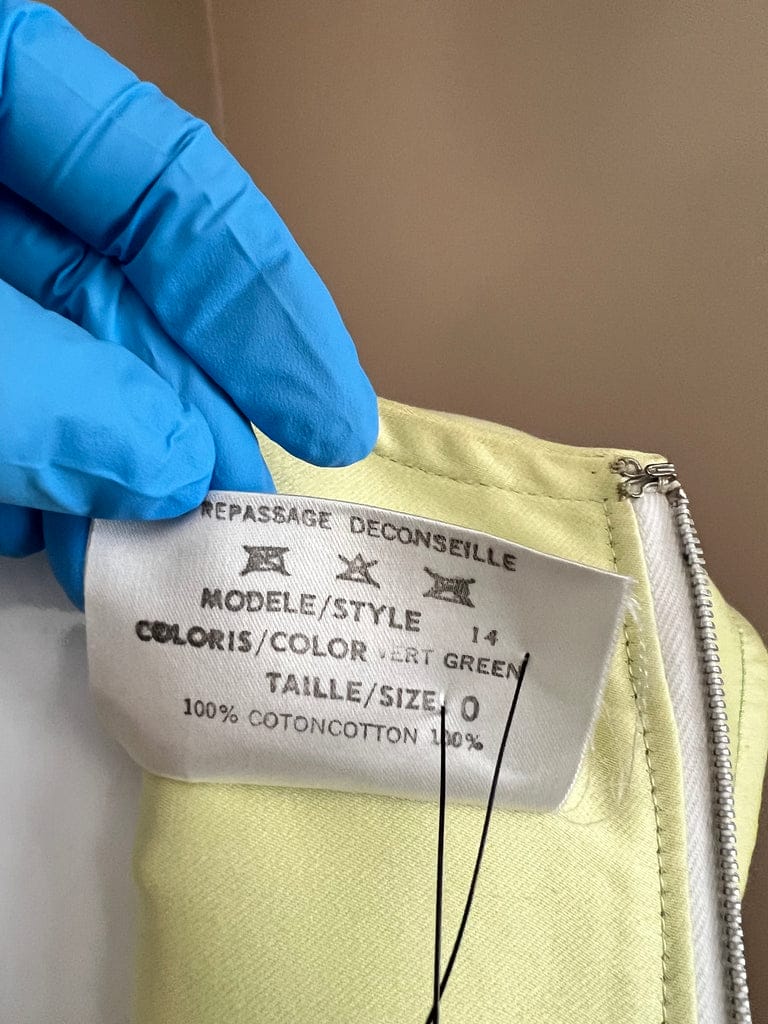 REPASSAGE DECONSEILLE
MODELE/STYLE 14
COLORIS/COLOR VERT GREEN
TAILLE/SIZE 0
100% COTONCOTTON 100%